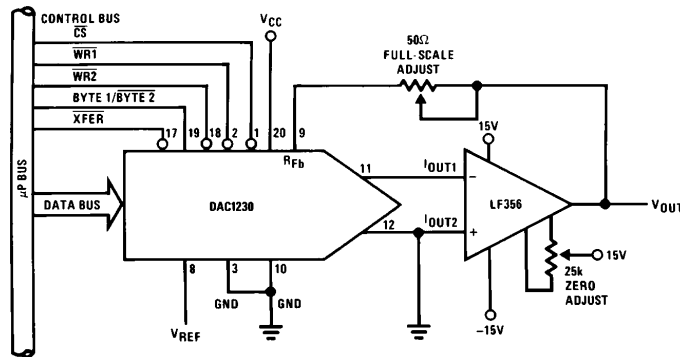 CONTROL BUS
CS
WR1
WR2
BYTE 1/BYTE 2
XFER
µP BUS
DATA BUS
17 19 18 2 1 20 9
VCC
50Ω
FULL-SCALE
ADJUST
RFb
DAC1230
11
12
IOUT1
IOUT2
8
3
10
VREF
GND
GND
15V
−
+
LF356
−15V
VOUT
15V
25k
ZERO
ADJUST